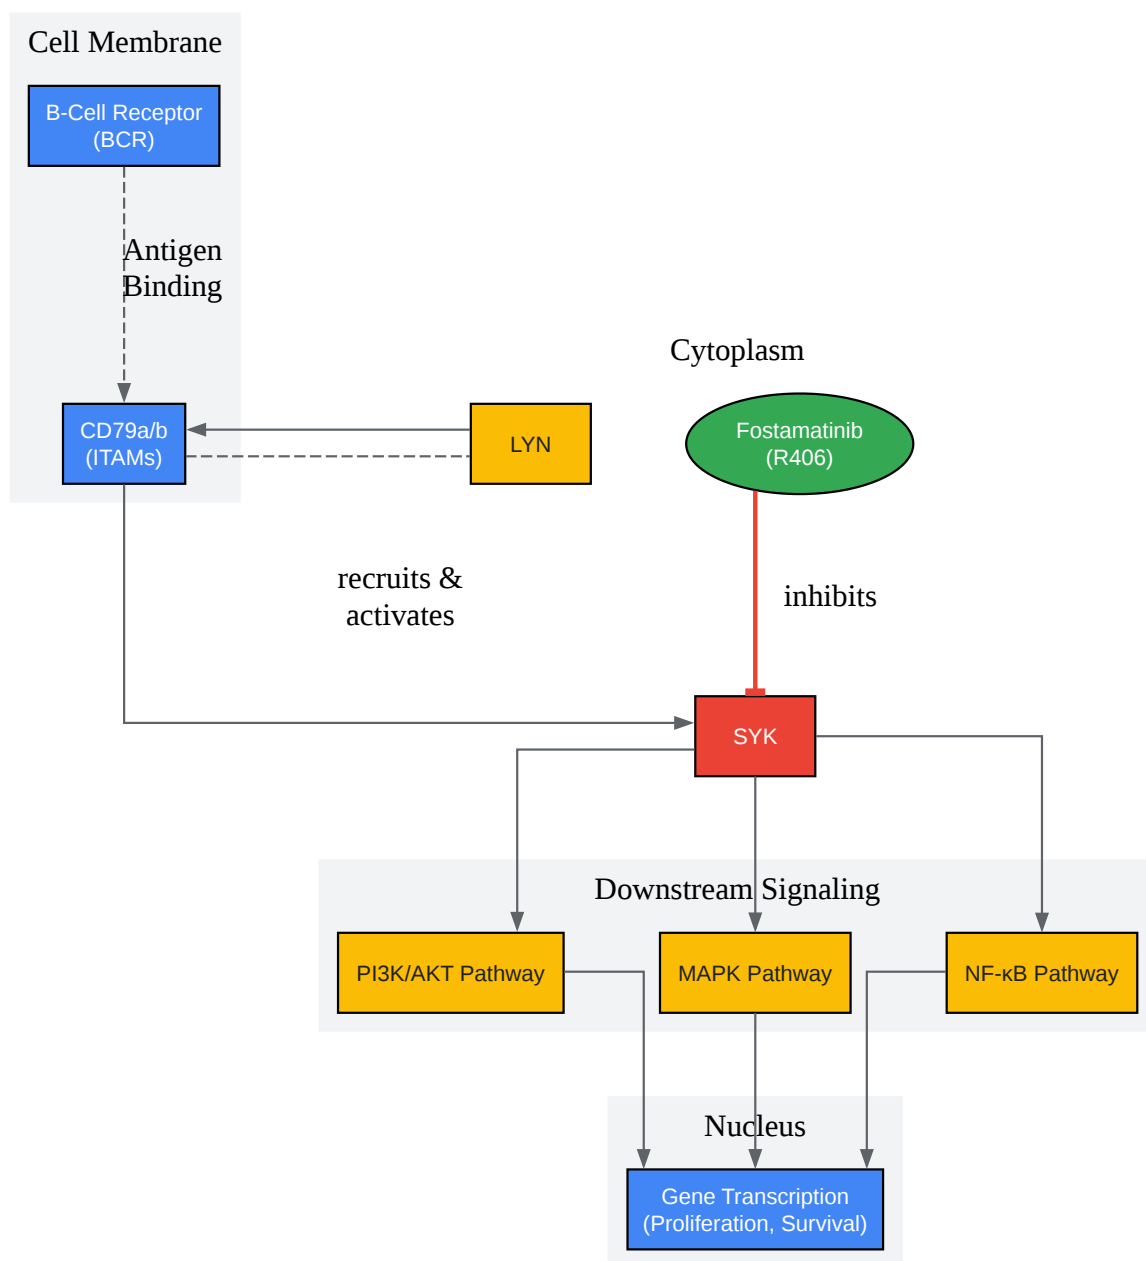 Cell Membrane
B-Cell Receptor
(BCR)
Antigen
Binding
Cytoplasm
CD79a/b
(ITAMs)
LYN
Fostamatinib
(R406)
recruits &
activates
inhibits
SYK
Downstream Signaling
PI3K/AKT Pathway
MAPK Pathway
NF-κB Pathway
Nucleus
Gene Transcription
(Proliferation, Survival)